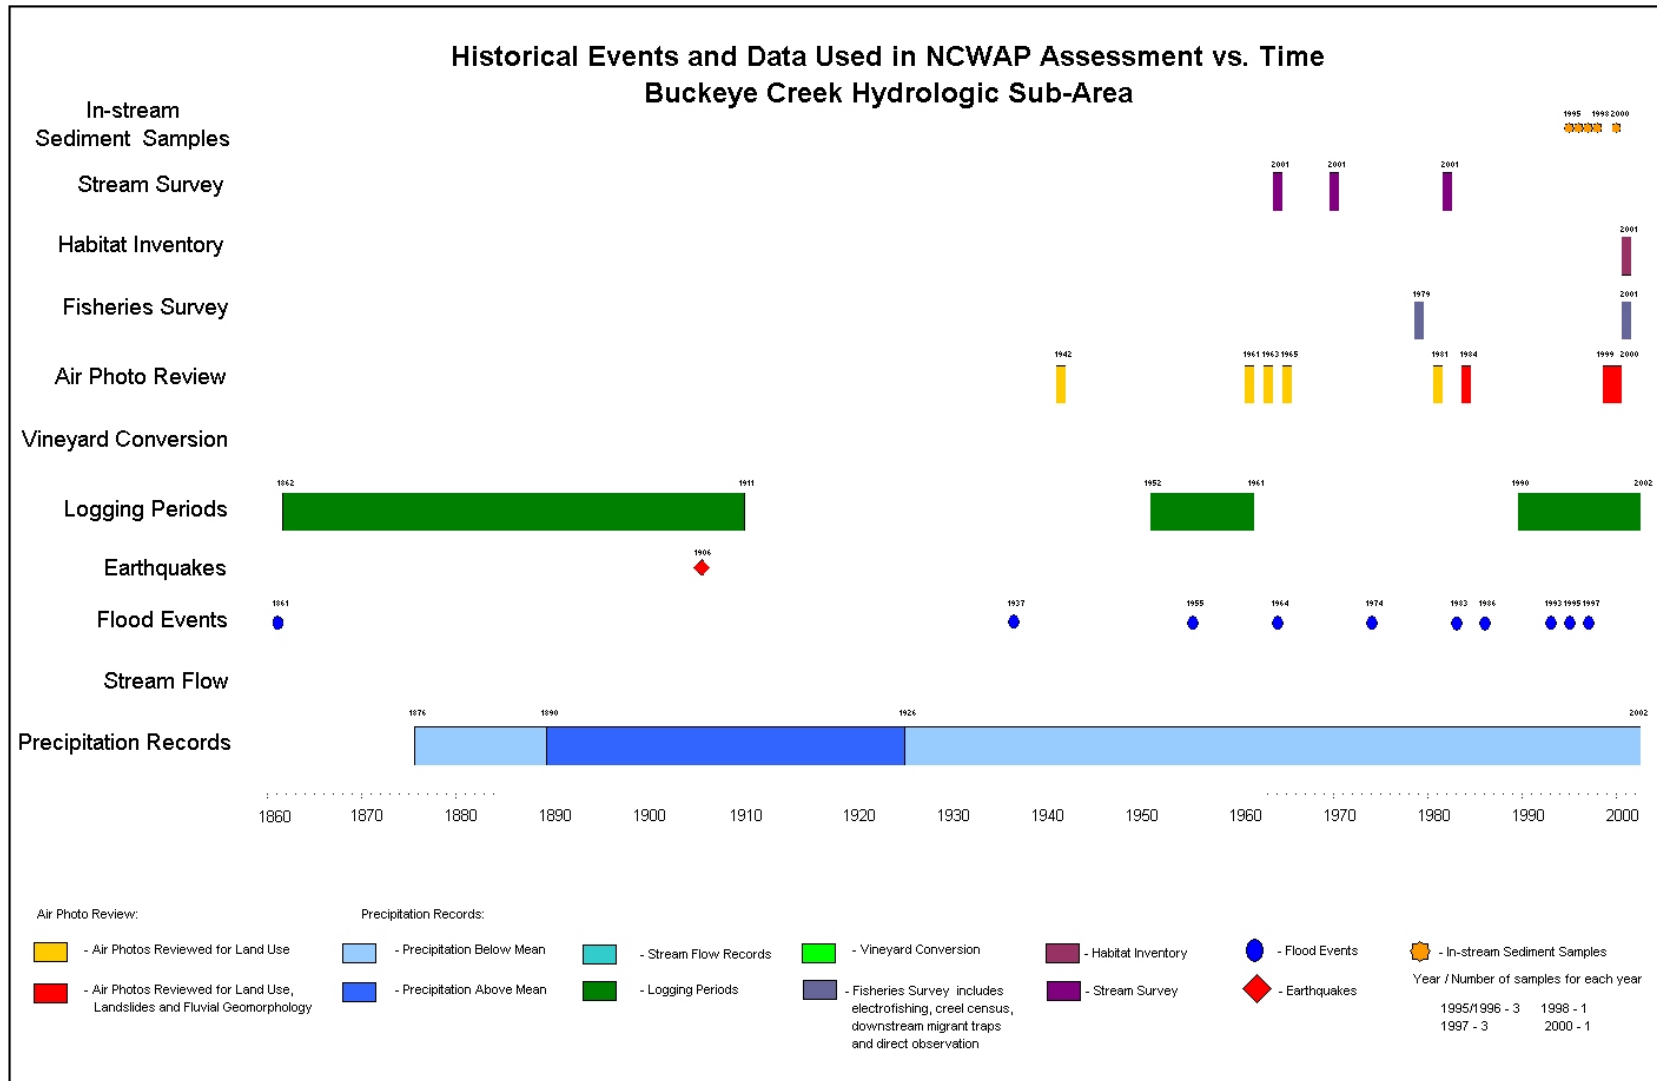 Historical Events and Data Used in NCWAP Assessment vs. Time
Buckeye Creek Hydrologic Sub-Area
In-stream
Sediment Samples
1995 1998 2000
Stream Survey
2001 2001 2001
Habitat Inventory
2001
Fisheries Survey
1979 2001
Air Photo Review
1942 1961 1963 1965 1981 1984 1999 2000
Vineyard Conversion
Logging Periods
1862 1911 1952 1961 1990 2002
Earthquakes
1906
Flood Events
1861 1937 1955 1964 1974 1983 1986 1993 1995 1997
Stream Flow
Precipitation Records
1876 1890 1926 2002
1860 1870 1880 1890 1900 1910 1920 1930 1940 1950 1960 1970 1980 1990 2000
Air Photo Review:
- Air Photos Reviewed for Land Use
- Air Photos Reviewed for Land Use,
Landslides and Fluvial Geomorphology
Precipitation Records:
- Precipitation Below Mean
- Precipitation Above Mean
- Stream Flow Records
- Logging Periods
- Vineyard Conversion
- Fisheries Survey includes
electrofishing, creel census,
downstream migrant traps
and direct observation
- Habitat Inventory
- Stream Survey
- Flood Events
- Earthquakes
- In-stream Sediment Samples
Year / Number of samples for each year
1995/1996 - 3 1998 - 1
1997 - 3 2000 - 1